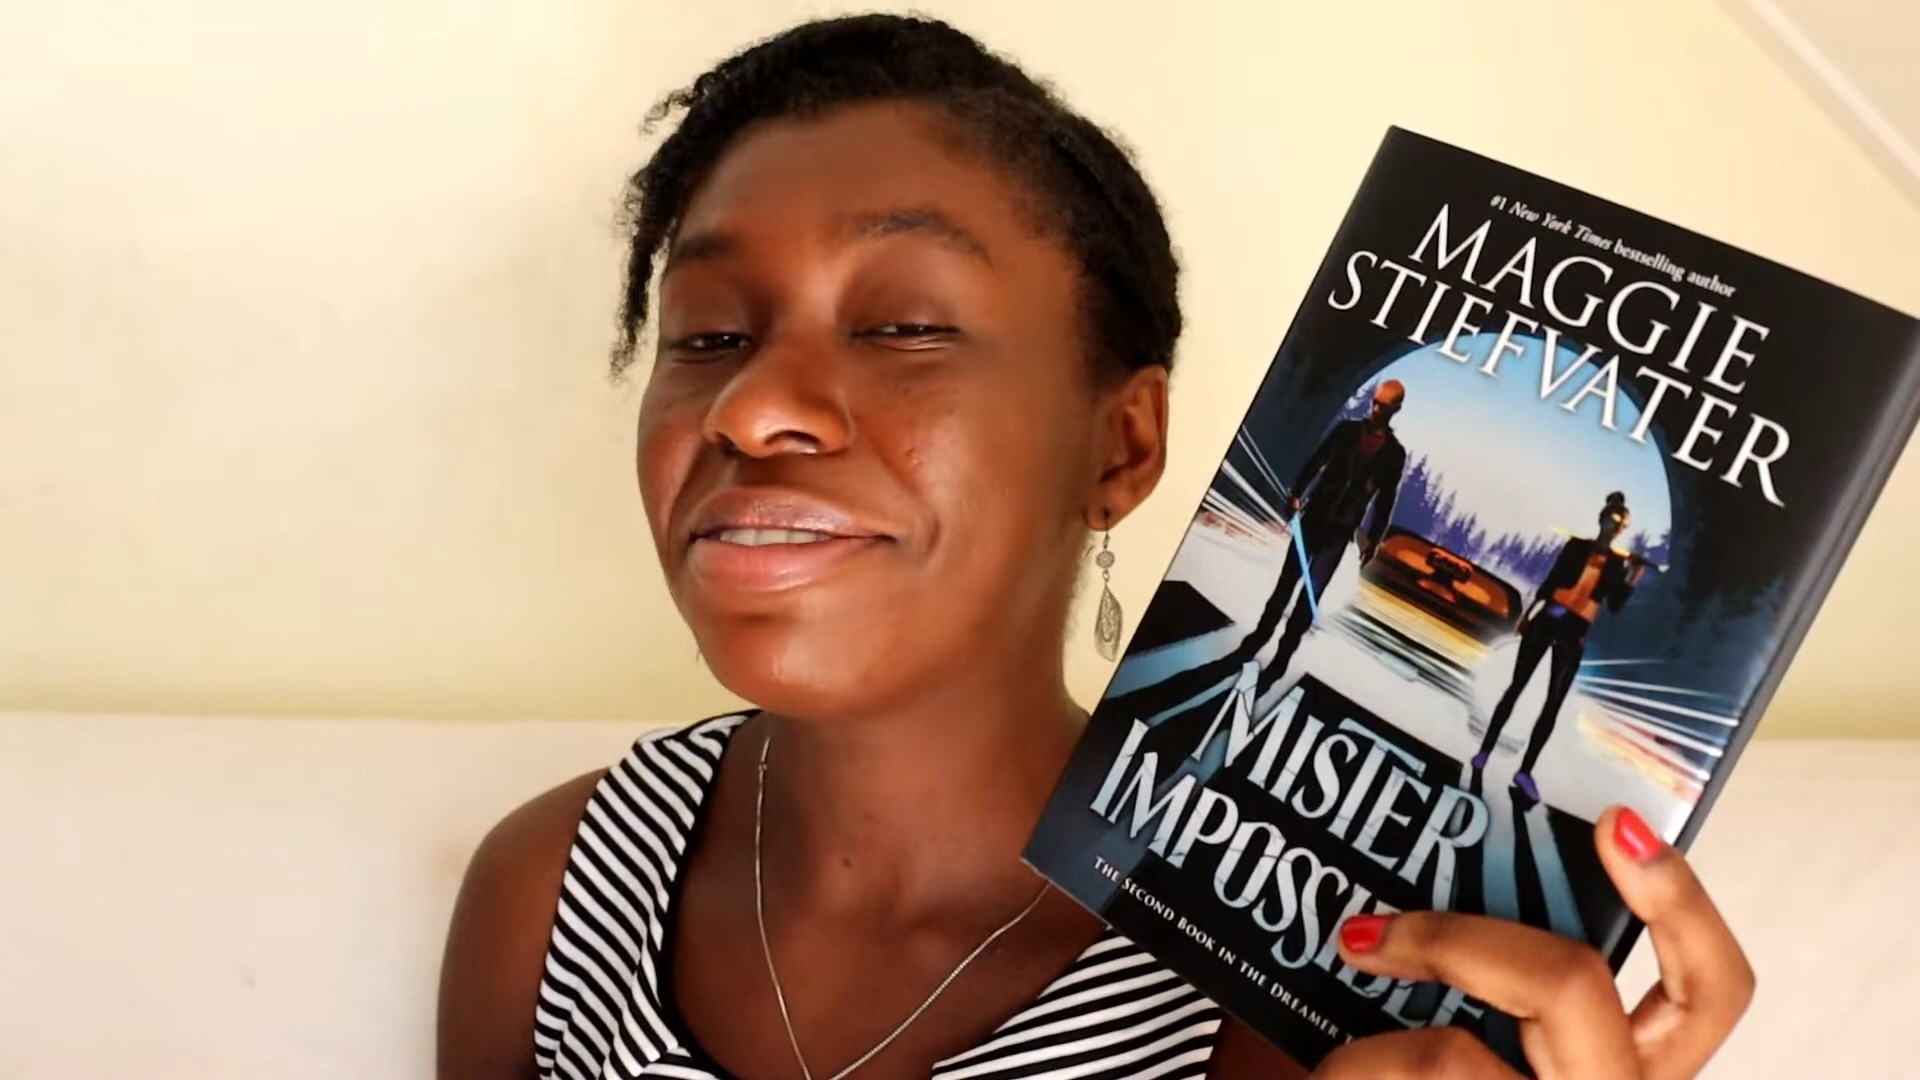 #1 New York Times bestselling author
MAGGIE
STIEFVATER
MISTER
IMPOSSIBLE
THE SECOND BOOK IN THE DREAMER